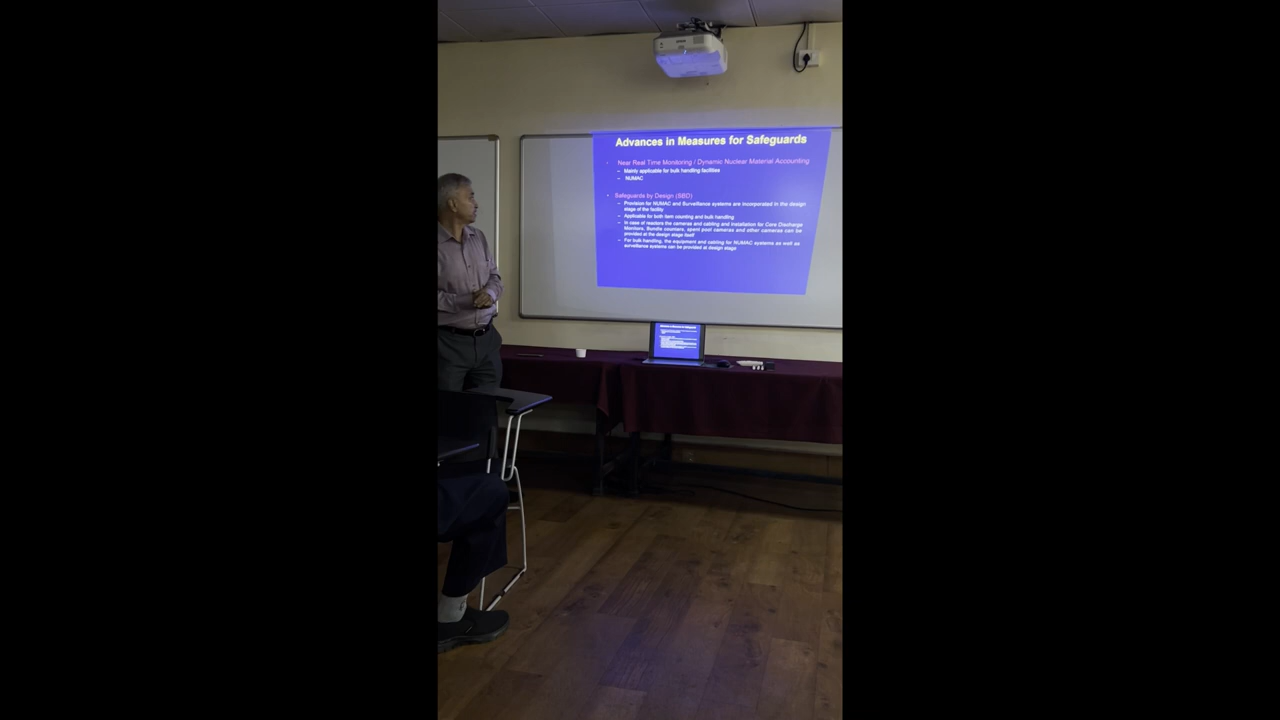 Advances in Measures for Safeguards
Near Real Time Monitoring / Dynamic Nuclear Material Accounting
– Mainly applicable for bulk handling facilities
– NUMAC
Safeguards by Design (SBD)
– Provision for NUMAC and Surveillance systems are incorporated in the design
stage of the facility
– Applicable for both item counting and bulk handling
– In case of reactors the cameras and cabling and installation for Core Discharge
Monitors, Bundle counters, spent pool cameras and other cameras can be
provided at the design stage itself
– For bulk handling, the equipment and cabling for NUMAC systems as well as
surveillance systems can be provided at design stage
Advances in Measures for Safeguards